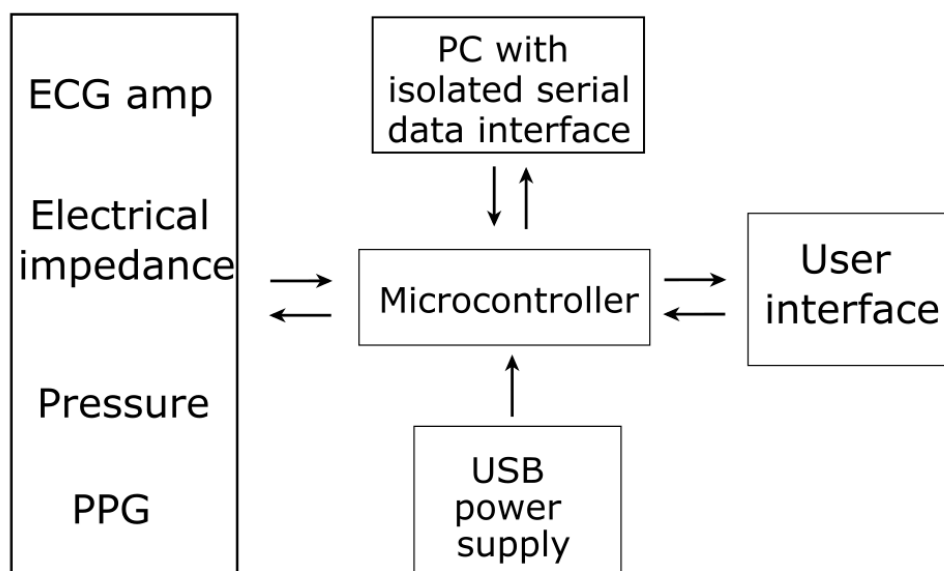 ECG amp
Electrical
impedance
Pressure
PPG
PC with
isolated serial
data interface
Microcontroller
USB
power
supply
User
interface